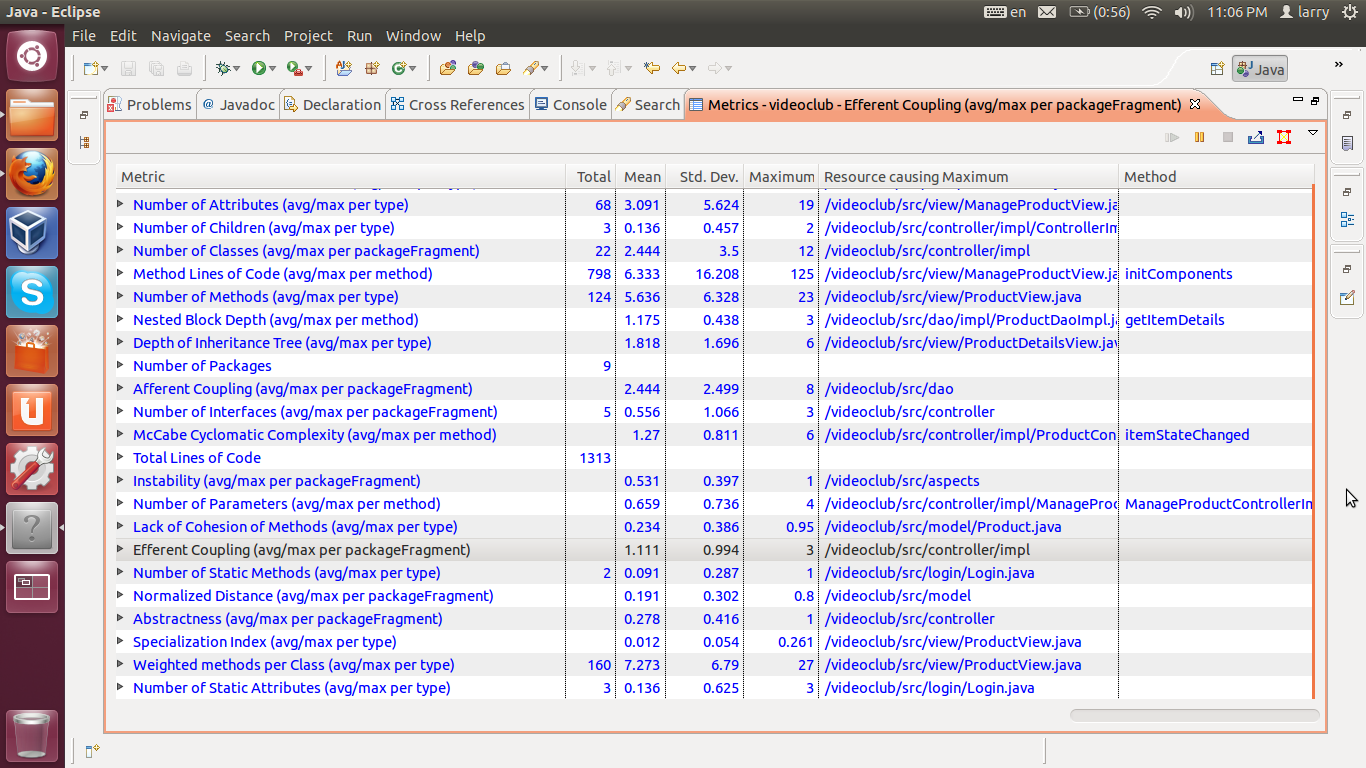 Java - Eclipse en (0:56) 11:06 PM larry
File Edit Navigate Search Project Run Window Help
Java »
Problems @ Javadoc Declaration Cross References Console Search Metrics - videoclub - Efferent Coupling (avg/max per packageFragment)
Metric Total Mean Std. Dev. Maximum Resource causing Maximum Method
Number of Attributes (avg/max per type) 68 3.091 5.624 19 /videoclub/src/view/ManageProductView.ja
Number of Children (avg/max per type) 3 0.136 0.457 2 /videoclub/src/controller/impl/ControllerIm
Number of Classes (avg/max per packageFragment) 22 2.444 3.5 12 /videoclub/src/controller/impl
Method Lines of Code (avg/max per method) 798 6.333 16.208 125 /videoclub/src/view/ManageProductView.ja initComponents
Number of Methods (avg/max per type) 124 5.636 6.328 23 /videoclub/src/view/ProductView.java
Nested Block Depth (avg/max per method) 1.175 0.438 3 /videoclub/src/dao/impl/ProductDaoImpl.ja getItemDetails
Depth of Inheritance Tree (avg/max per type) 1.818 1.696 6 /videoclub/src/view/ProductDetailsView.jav
Number of Packages 9
Afferent Coupling (avg/max per packageFragment) 2.444 2.499 8 /videoclub/src/dao
Number of Interfaces (avg/max per packageFragment) 5 0.556 1.066 3 /videoclub/src/controller
McCabe Cyclomatic Complexity (avg/max per method) 1.27 0.811 6 /videoclub/src/controller/impl/ProductCon itemStateChanged
Total Lines of Code 1313
Instability (avg/max per packageFragment) 0.531 0.397 1 /videoclub/src/aspects
Number of Parameters (avg/max per method) 0.659 0.736 4 /videoclub/src/controller/impl/ManageProd ManageProductControllerIm
Lack of Cohesion of Methods (avg/max per type) 0.234 0.386 0.95 /videoclub/src/model/Product.java
Efferent Coupling (avg/max per packageFragment) 1.111 0.994 3 /videoclub/src/controller/impl
Number of Static Methods (avg/max per type) 2 0.091 0.287 1 /videoclub/src/login/Login.java
Normalized Distance (avg/max per packageFragment) 0.191 0.302 0.8 /videoclub/src/model
Abstractness (avg/max per packageFragment) 0.278 0.416 1 /videoclub/src/controller
Specialization Index (avg/max per type) 0.012 0.054 0.261 /videoclub/src/view/ProductView.java
Weighted methods per Class (avg/max per type) 160 7.273 6.79 27 /videoclub/src/view/ProductView.java
Number of Static Attributes (avg/max per type) 3 0.136 0.625 3 /videoclub/src/login/Login.java